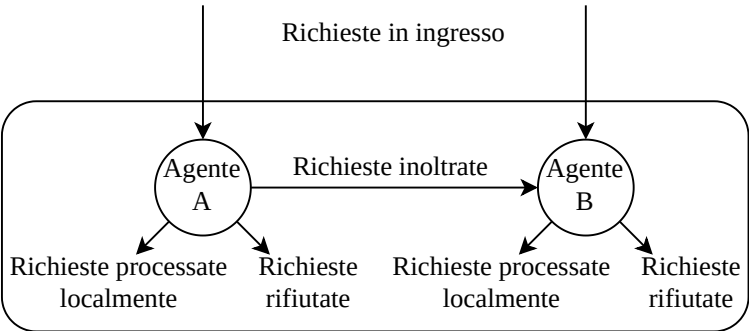 Richieste in ingresso
Agente
A
Richieste inoltrate
Agente
B
Richieste processate
localmente
Richieste
rifiutate
Richieste processate
localmente
Richieste
rifiutate